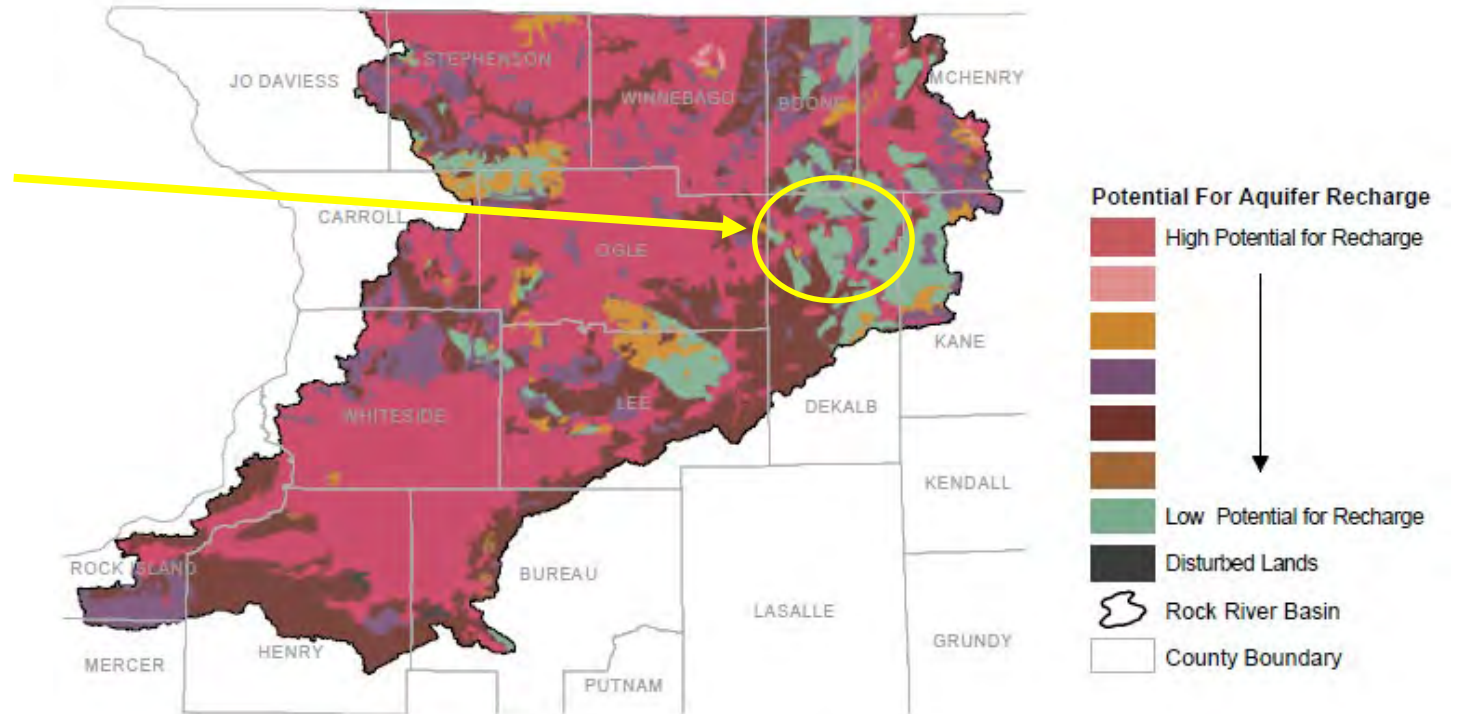 STEPHENSON
JO DAVIESS
MCHENRY
WINNEBAGO
BOONE
CARROLL
OGLE
KANE
WHITESIDE
LEE
DEKALB
KENDALL
ROCK ISLAND
BUREAU
LASALLE
GRUNDY
HENRY
MERCER
PUTNAM
Potential For Aquifer Recharge
High Potential for Recharge
Low Potential for Recharge
Disturbed Lands
Rock River Basin
County Boundary